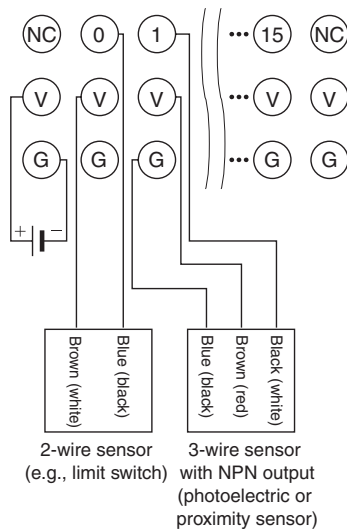 NC 0 1 ••• 15 NC
V V V ••• V V
G G G ••• G G
+ −
Brown (white)
Blue (black)
Blue (black)
Brown (red)
Black (white)
2-wire sensor
(e.g., limit switch)
3-wire sensor
with NPN output
(photoelectric or
proximity sensor)